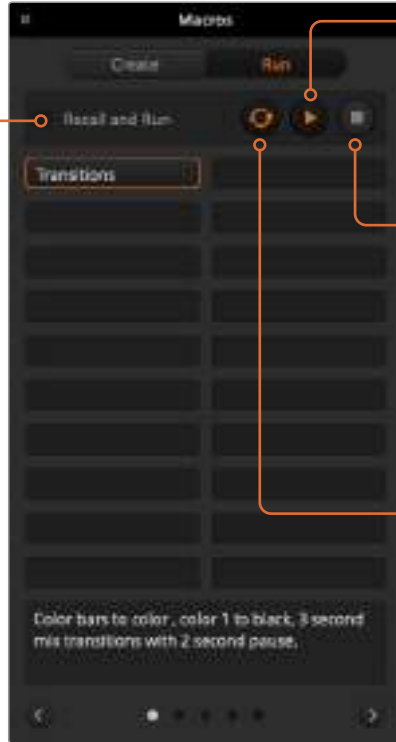 Macros
Create
Run
Recall and Run
Transitions
Color bars to color , color 1 to black, 3 second
mix transitions with 2 second pause.